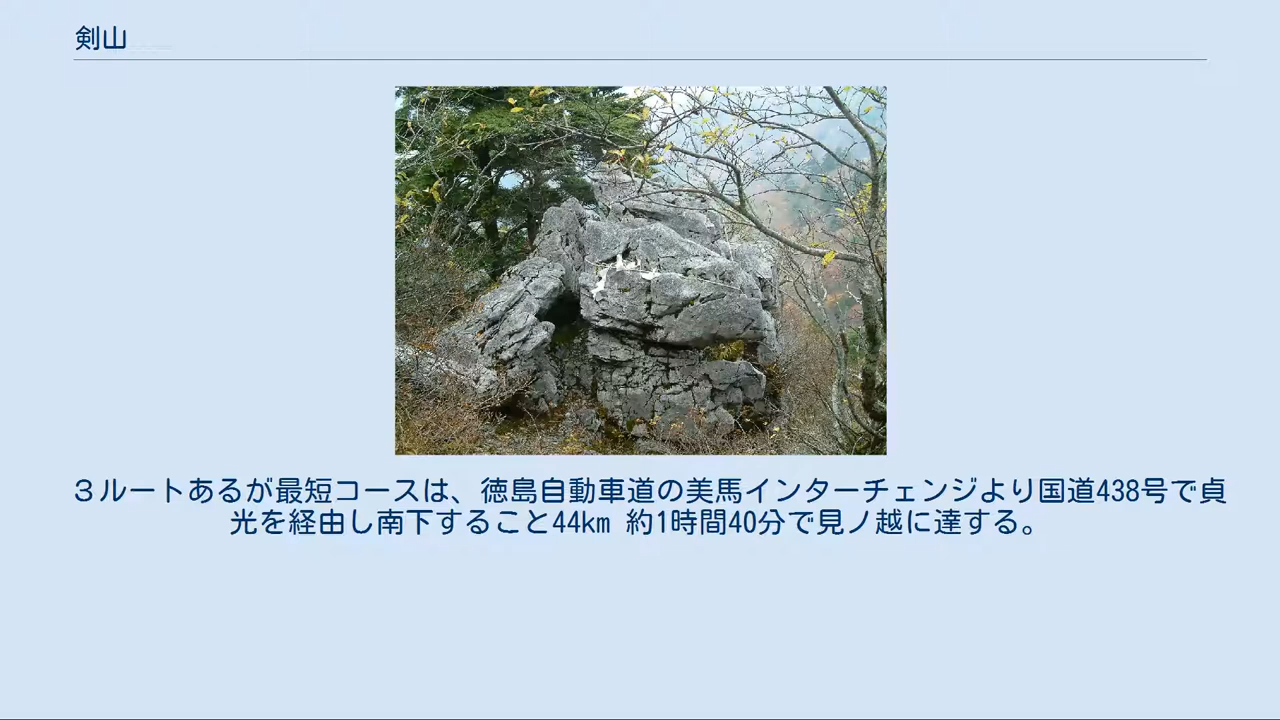 剣山
３ルートあるが最短コースは、徳島自動車道の美馬インターチェンジより国道438号で貞
光を経由し南下すること44km 約1時間40分で見ノ越に達する。